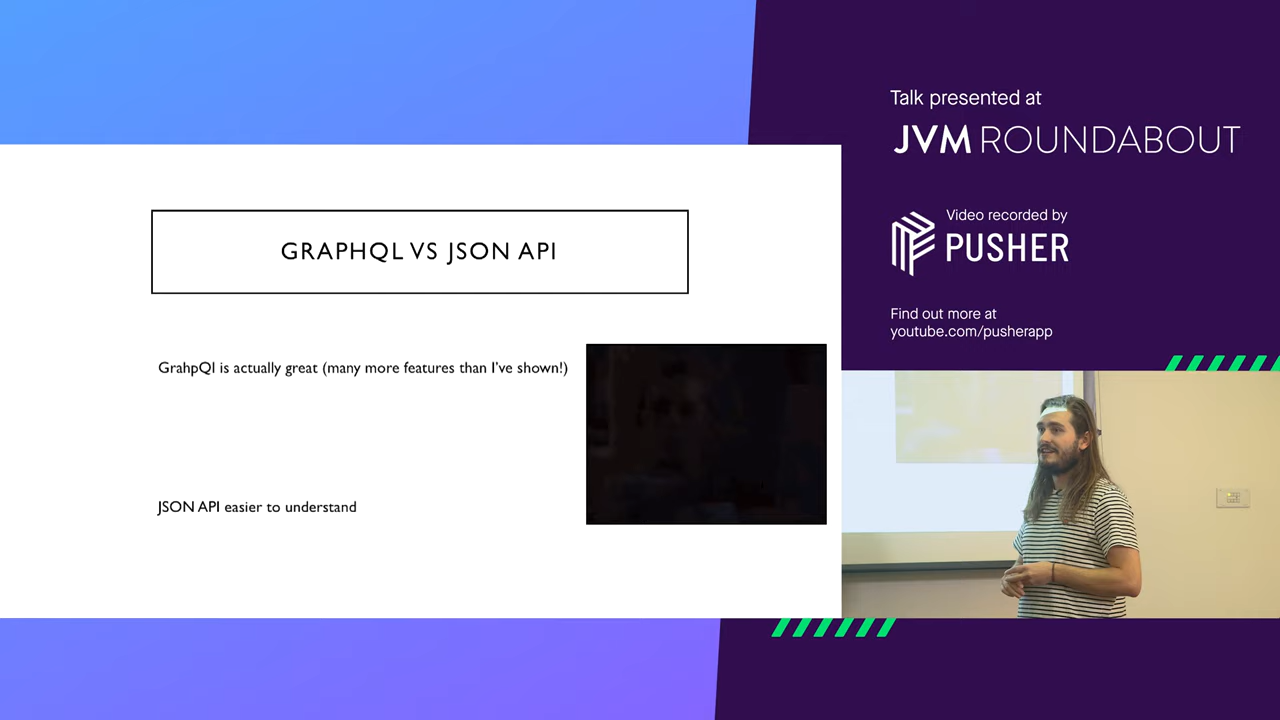 Talk presented at
JVM ROUNDABOUT
Video recorded by
PUSHER
Find out more at
youtube.com/pusherapp
GRAPHQL VS JSON API
GrahpQl is actually great (many more features than I've shown!)
JSON API easier to understand